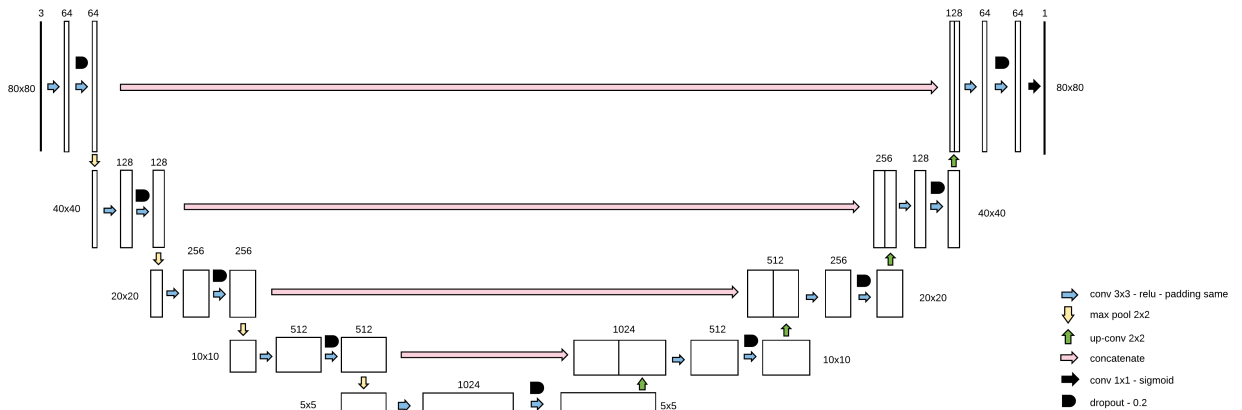 3 64 64 128 64 64 1
80x80 80x80
128 128 256 128
40x40 40x40
256 256 512 256
20x20 20x20
512 512 1024 512
10x10 10x10
1024
5x5 5x5
conv 3x3 - relu - padding same
max pool 2x2
up-conv 2x2
concatenate
conv 1x1 - sigmoid
dropout - 0.2